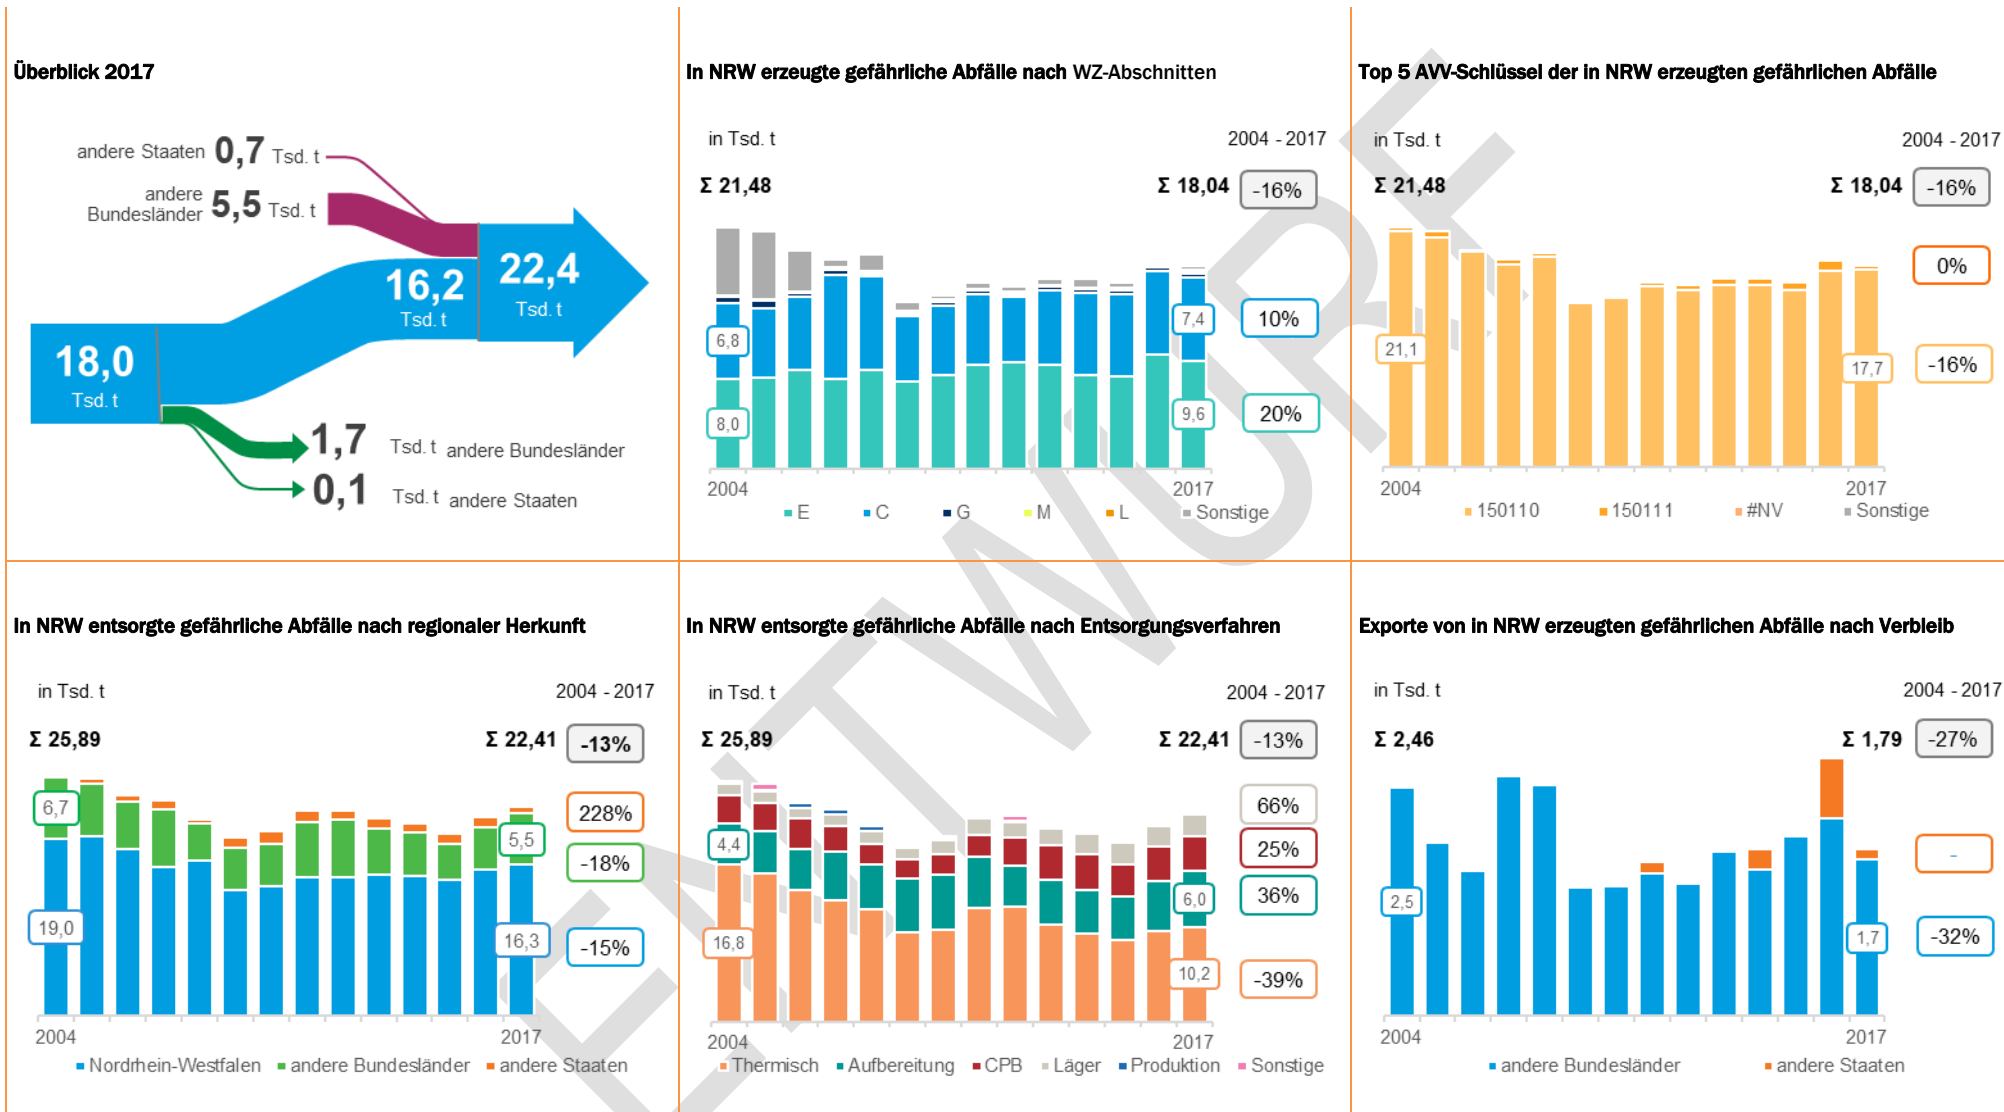 Überblick 2017
andere Staaten 0,7 Tsd. t
andere
Bundesländer 5,5 Tsd. t
16,2
Tsd. t
22,4
Tsd. t
18,0
Tsd. t
1,7 Tsd. t andere Bundesländer
0,1 Tsd. t andere Staaten
In NRW erzeugte gefährliche Abfälle nach WZ-Abschnitten
in Tsd. t
2004 - 2017
Σ 21,48
Σ 18,04
-16%
6,8
7,4
10%
8,0
9,6
20%
2004
2017
E C G M L Sonstige
Top 5 AVV-Schlüssel der in NRW erzeugten gefährlichen Abfälle
in Tsd. t
2004 - 2017
Σ 21,48
Σ 18,04
-16%
0%
21,1
17,7
-16%
2004
2017
150110 150111 #NV Sonstige
In NRW entsorgte gefährliche Abfälle nach regionaler Herkunft
in Tsd. t
2004 - 2017
Σ 25,89
Σ 22,41
-13%
6,7
228%
5,5
-18%
19,0
16,3
-15%
2004
2017
Nordrhein-Westfalen andere Bundesländer andere Staaten
In NRW entsorgte gefährliche Abfälle nach Entsorgungsverfahren
in Tsd. t
2004 - 2017
Σ 25,89
Σ 22,41
-13%
66%
4,4
25%
6,0
36%
16,8
10,2
-39%
2004
2017
Thermisch Aufbereitung CPB Läger Produktion Sonstige
Exporte von in NRW erzeugten gefährlichen Abfälle nach Verbleib
in Tsd. t
2004 - 2017
Σ 2,46
Σ 1,79
-27%
-
2,5
1,7
-32%
2004
2017
andere Bundesländer andere Staaten
ENTWURF